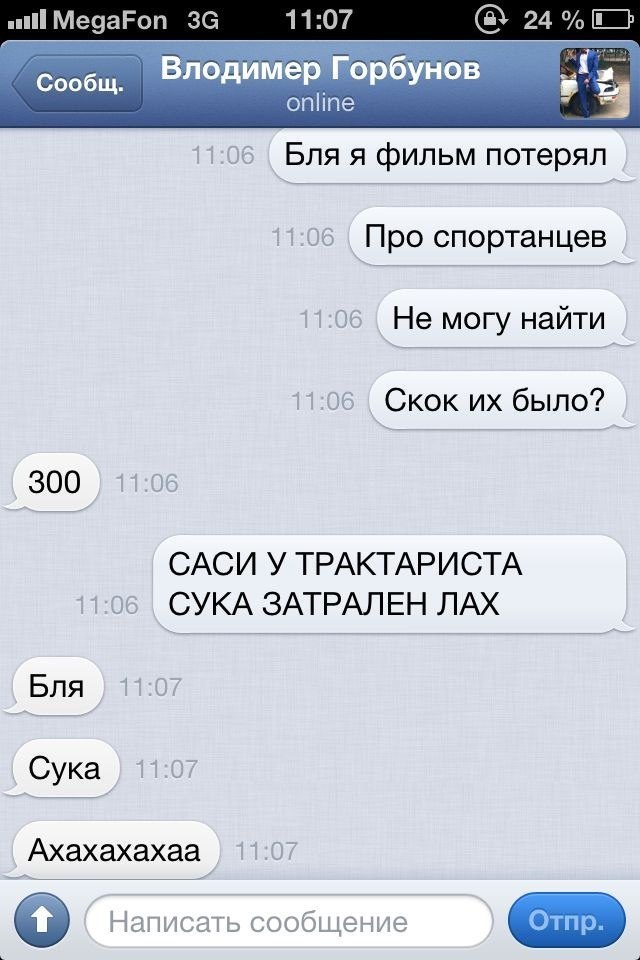 MegaFon 3G 11:07 24 %
Сообщ. Влодимер Горбунов
online
11:06 Бля я фильм потерял
11:06 Про спортанцев
11:06 Не могу найти
11:06 Скок их было?
300 11:06
САСИ У ТРАКТАРИСТА
11:06 СУКА ЗАТРАЛЕН ЛАХ
Бля 11:07
Сука 11:07
Ахахахахаа 11:07
Написать сообщение Отпр.